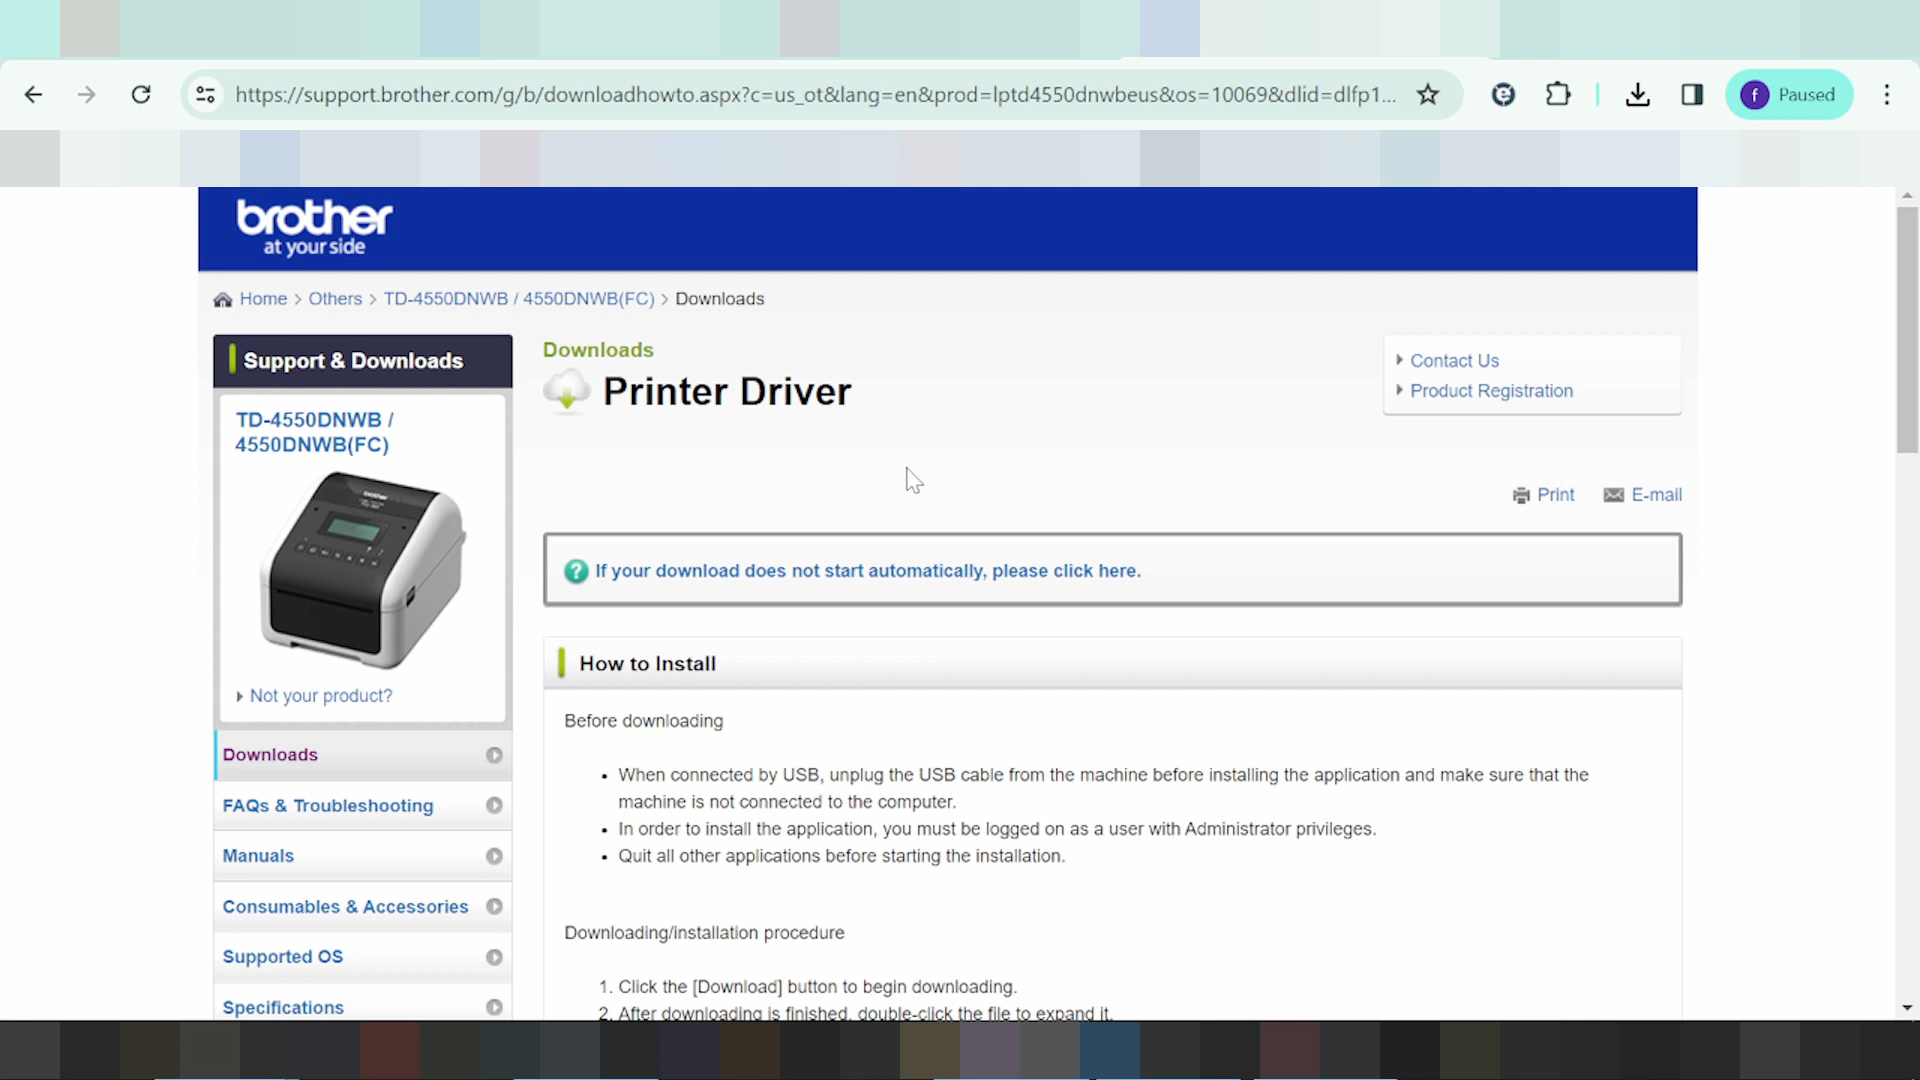 https://support.brother.com/g/b/downloadhowto.aspx?c=us_ot&lang=en&prod=lptd4550dnwbeus&os=10069&dlid=dlfp1...
f Paused
brother
at your side
Home > Others > TD-4550DNWB / 4550DNWB(FC) > Downloads
Support & Downloads
TD-4550DNWB /
4550DNWB(FC)
brother
Not your product?
Downloads
FAQs & Troubleshooting
Manuals
Consumables & Accessories
Supported OS
Specifications
Downloads
Printer Driver
Contact Us
Product Registration
Print
E-mail
? If your download does not start automatically, please click here.
How to Install
Before downloading
• When connected by USB, unplug the USB cable from the machine before installing the application and make sure that the
machine is not connected to the computer.
• In order to install the application, you must be logged on as a user with Administrator privileges.
• Quit all other applications before starting the installation.
Downloading/installation procedure
1. Click the [Download] button to begin downloading.
2. After downloading is finished, double-click the file to expand it.